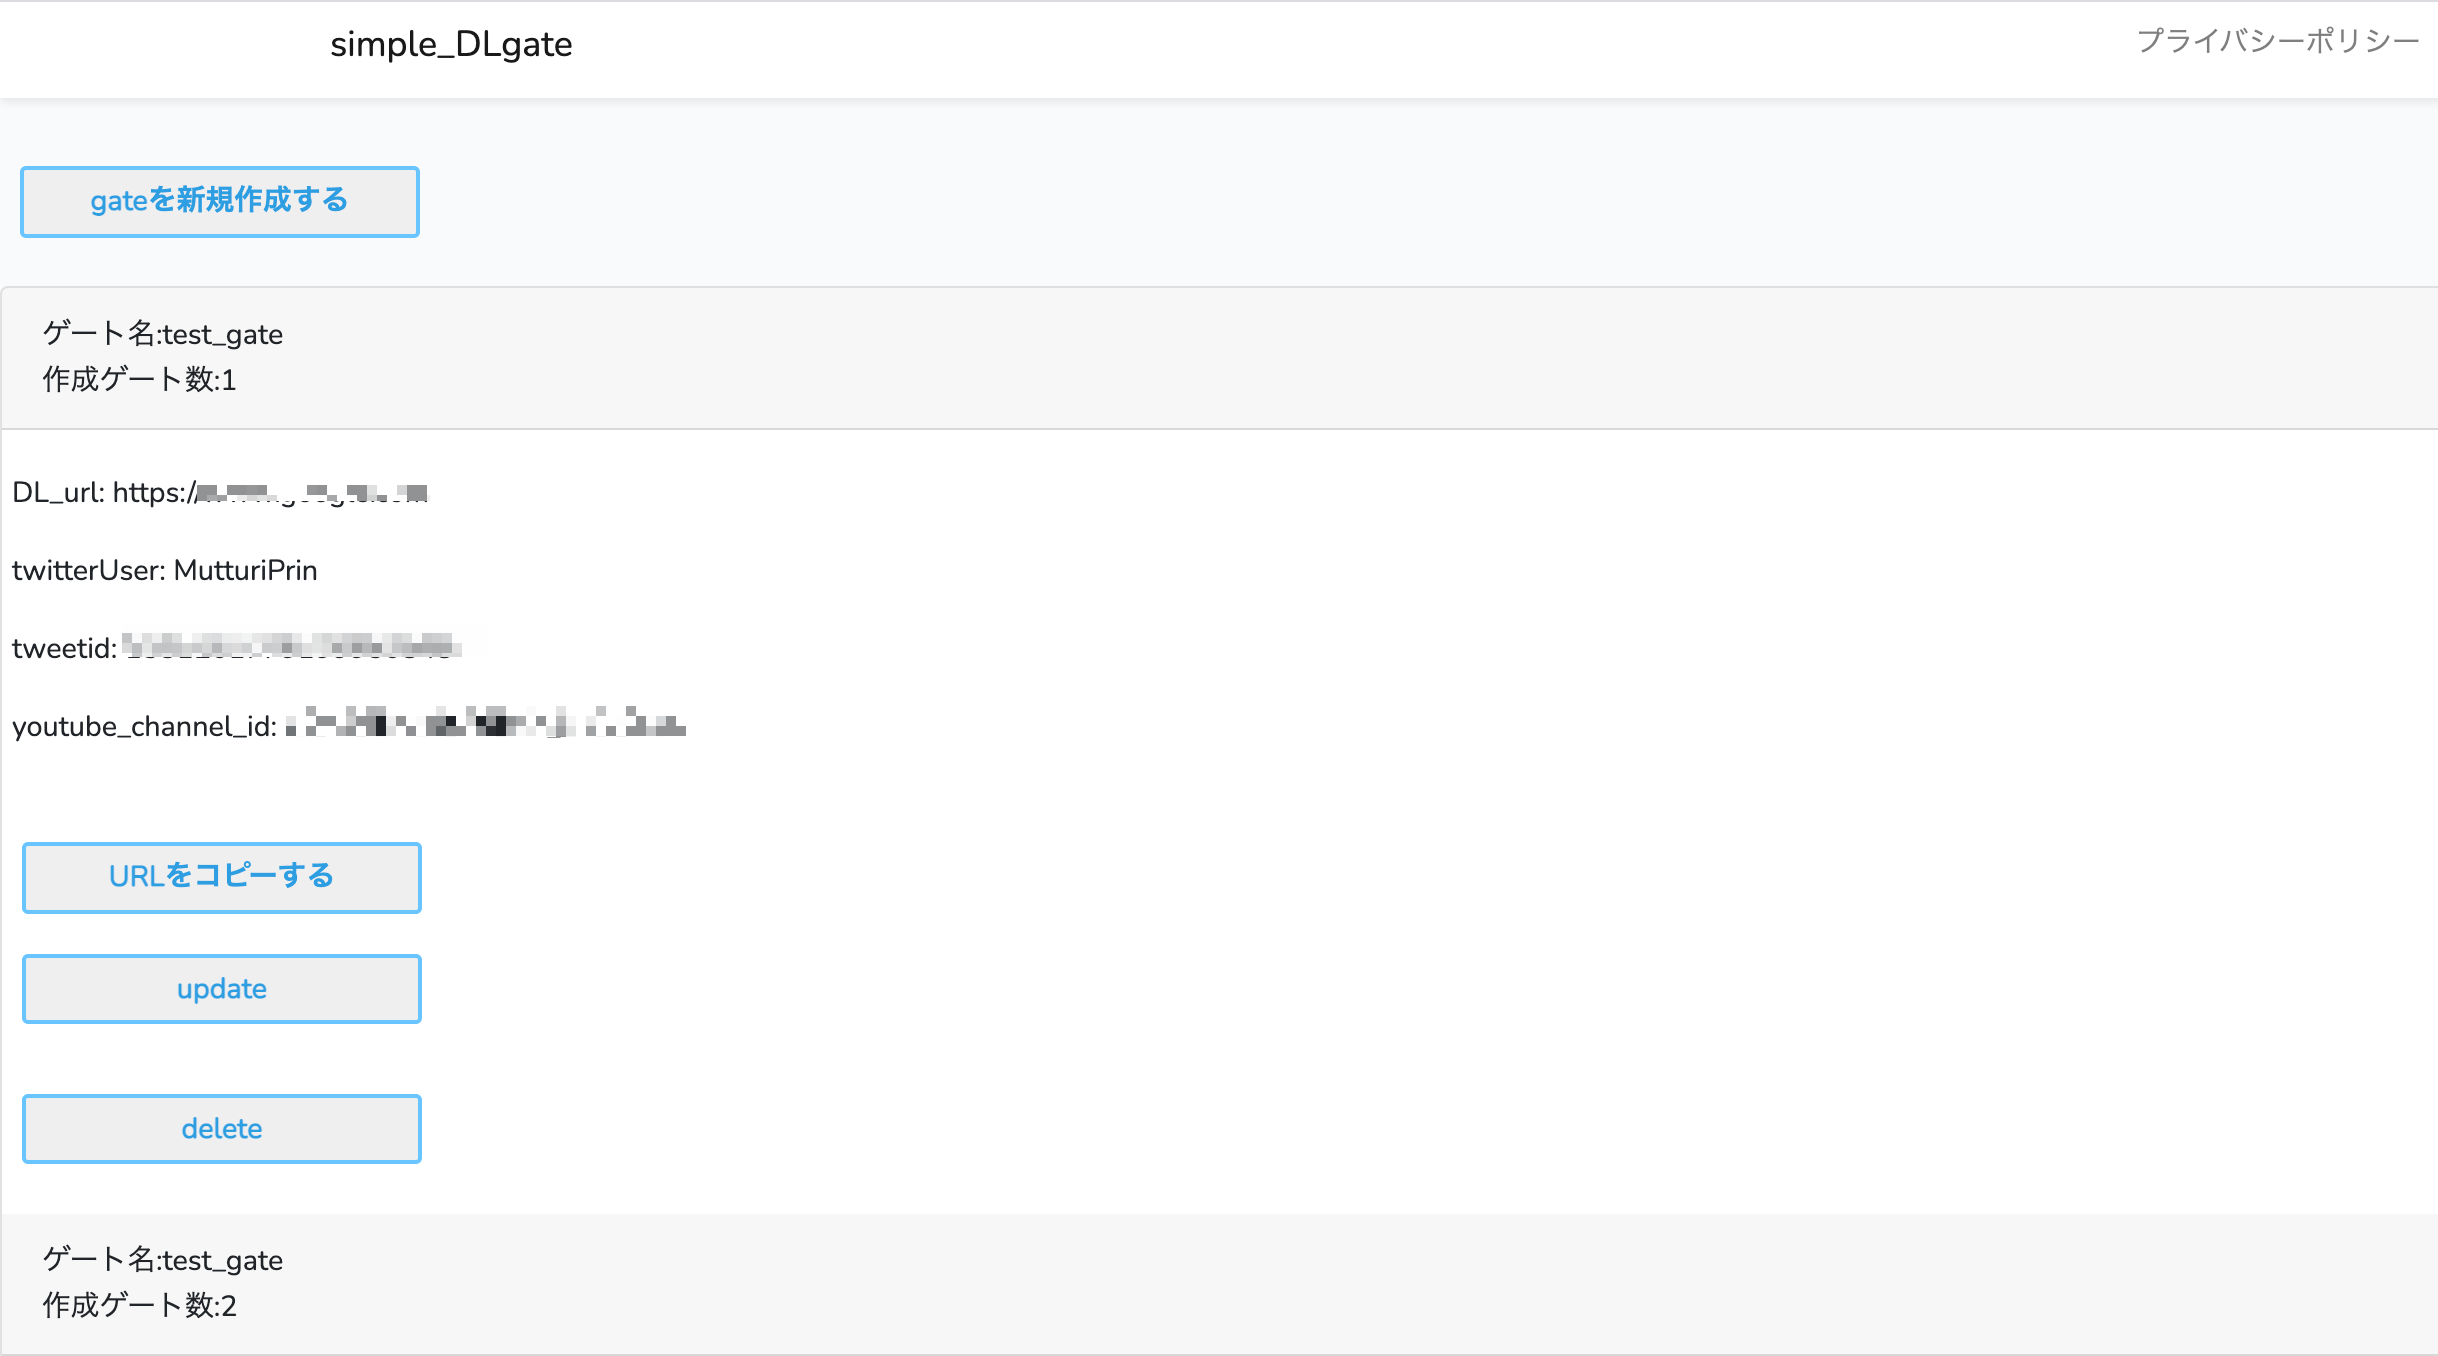 simple_DLgate
プライバシーポリシー
gateを新規作成する
ゲート名:test_gate
作成ゲート数:1
DL_url: https:/
twitterUser: MutturiPrin
tweetid:
youtube_channel_id:
URLをコピーする
update
delete
ゲート名:test_gate
作成ゲート数:2